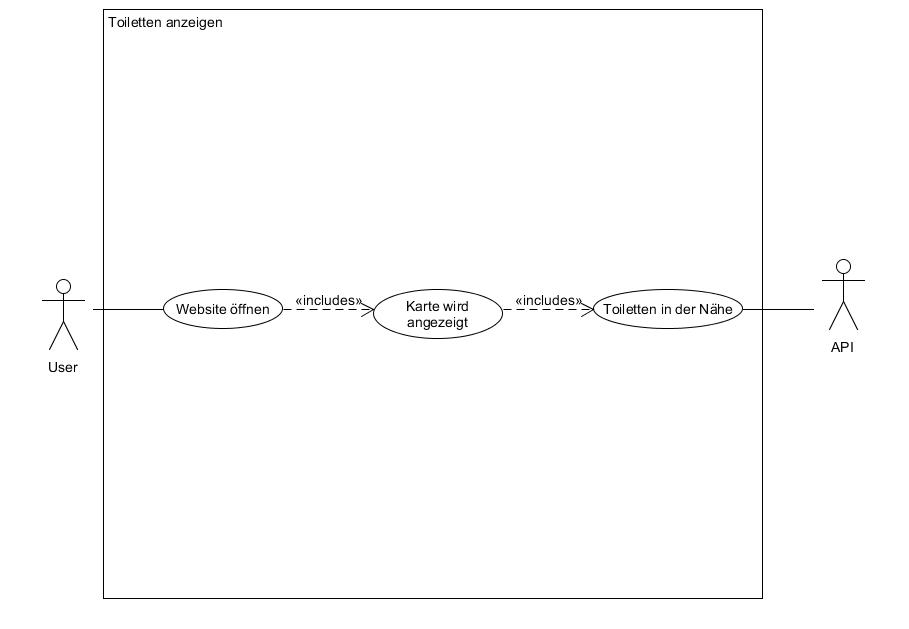 Toiletten anzeigen
Website öffnen
«includes»
Karte wird
angezeigt
«includes»
Toiletten in der Nähe
User
API